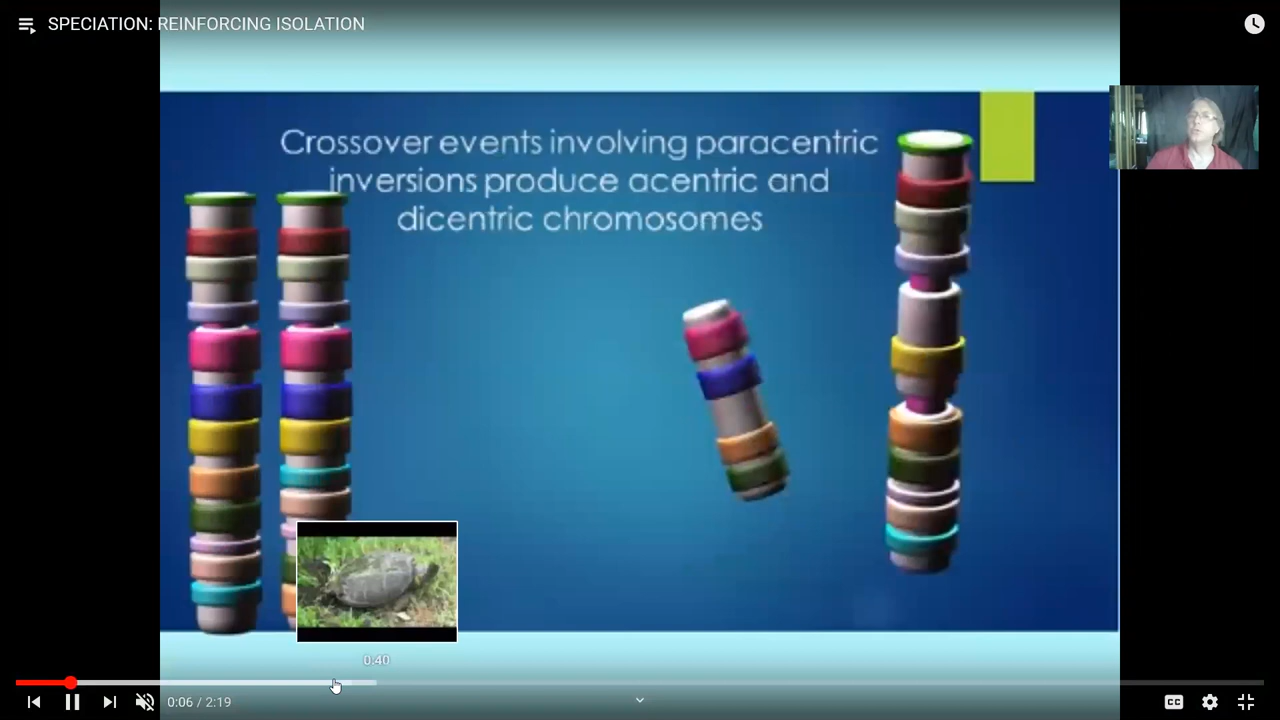 SPECIATION: REINFORCING ISOLATION
Crossover events involving paracentric
inversions produce acentric and
dicentric chromosomes
0:40
0:06 / 2:19
CC